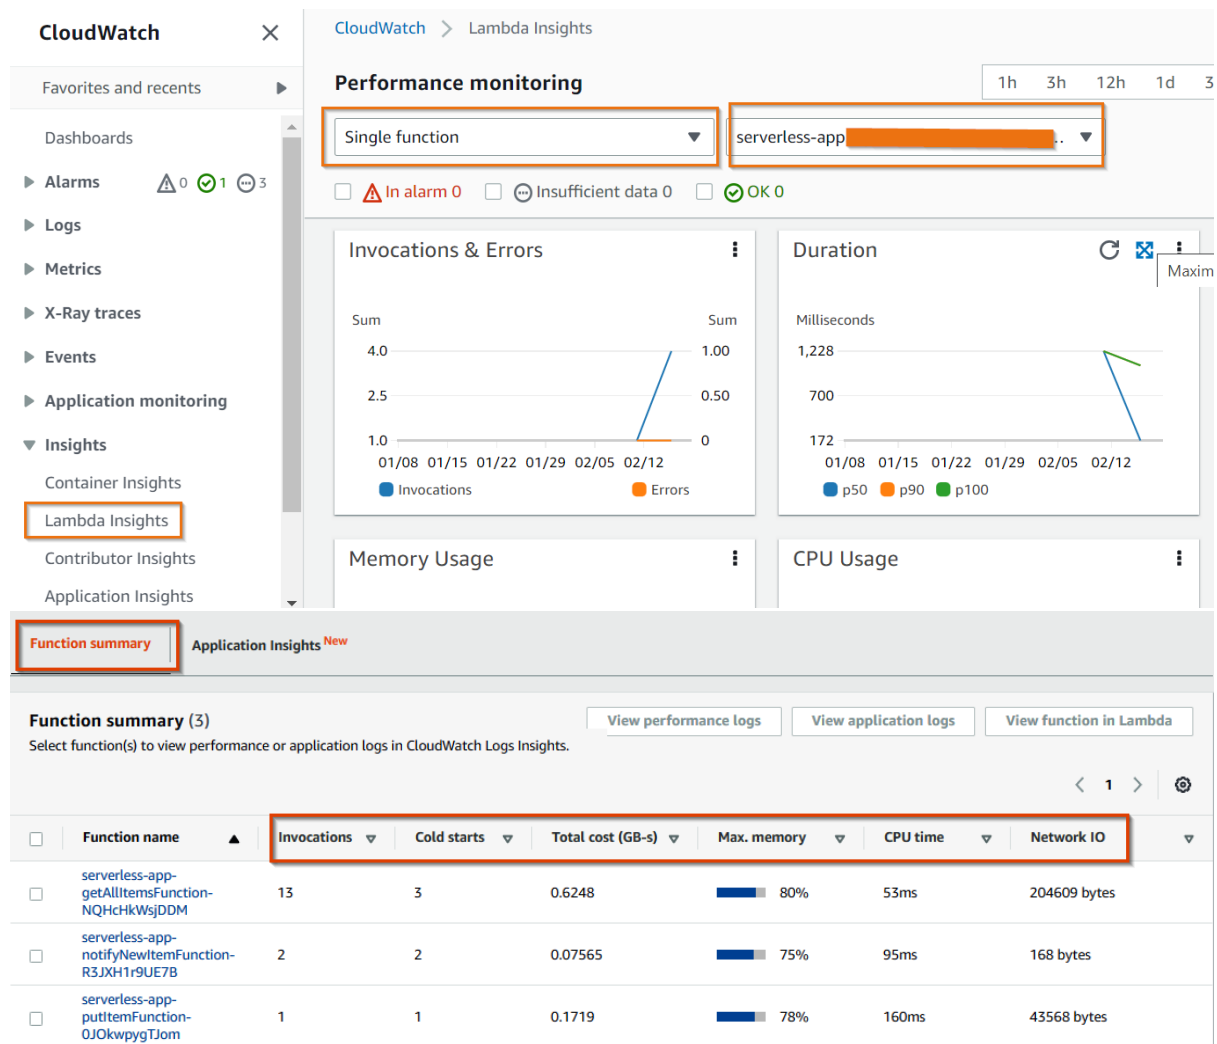 CloudWatch
Favorites and recents
Dashboards
Alarms 0 1 3
Logs
Metrics
X-Ray traces
Events
Application monitoring
Insights
Container Insights
Lambda Insights
Contributor Insights
Application Insights
CloudWatch Lambda Insights
Performance monitoring
1h 3h 12h 1d 3
Single function
serverless-app ..
In alarm 0 Insufficient data 0 OK 0
Invocations & Errors
Sum Sum
4.0 1.00
2.5 0.50
1.0 0
01/08 01/15 01/22 01/29 02/05 02/12
Invocations Errors
Duration
Maxim
Milliseconds
1,228
700
172
01/08 01/15 01/22 01/29 02/05 02/12
p50 p90 p100
Memory Usage
CPU Usage
Function summary Application Insights New
Function summary (3)
Select function(s) to view performance or application logs in CloudWatch Logs Insights.
View performance logs View application logs View function in Lambda
1
Function name Invocations Cold starts Total cost (GB-s) Max. memory CPU time Network IO
serverless-app-
getAllItemsFunction-
NQHcHkWsjDDM
13 3 0.6248 80% 53ms 204609 bytes
serverless-app-
notifyNewItemFunction-
R3JXH1r9UE7B
2 2 0.07565 75% 95ms 168 bytes
serverless-app-
putItemFunction-
0JOkwpygTJom
1 1 0.1719 78% 160ms 43568 bytes